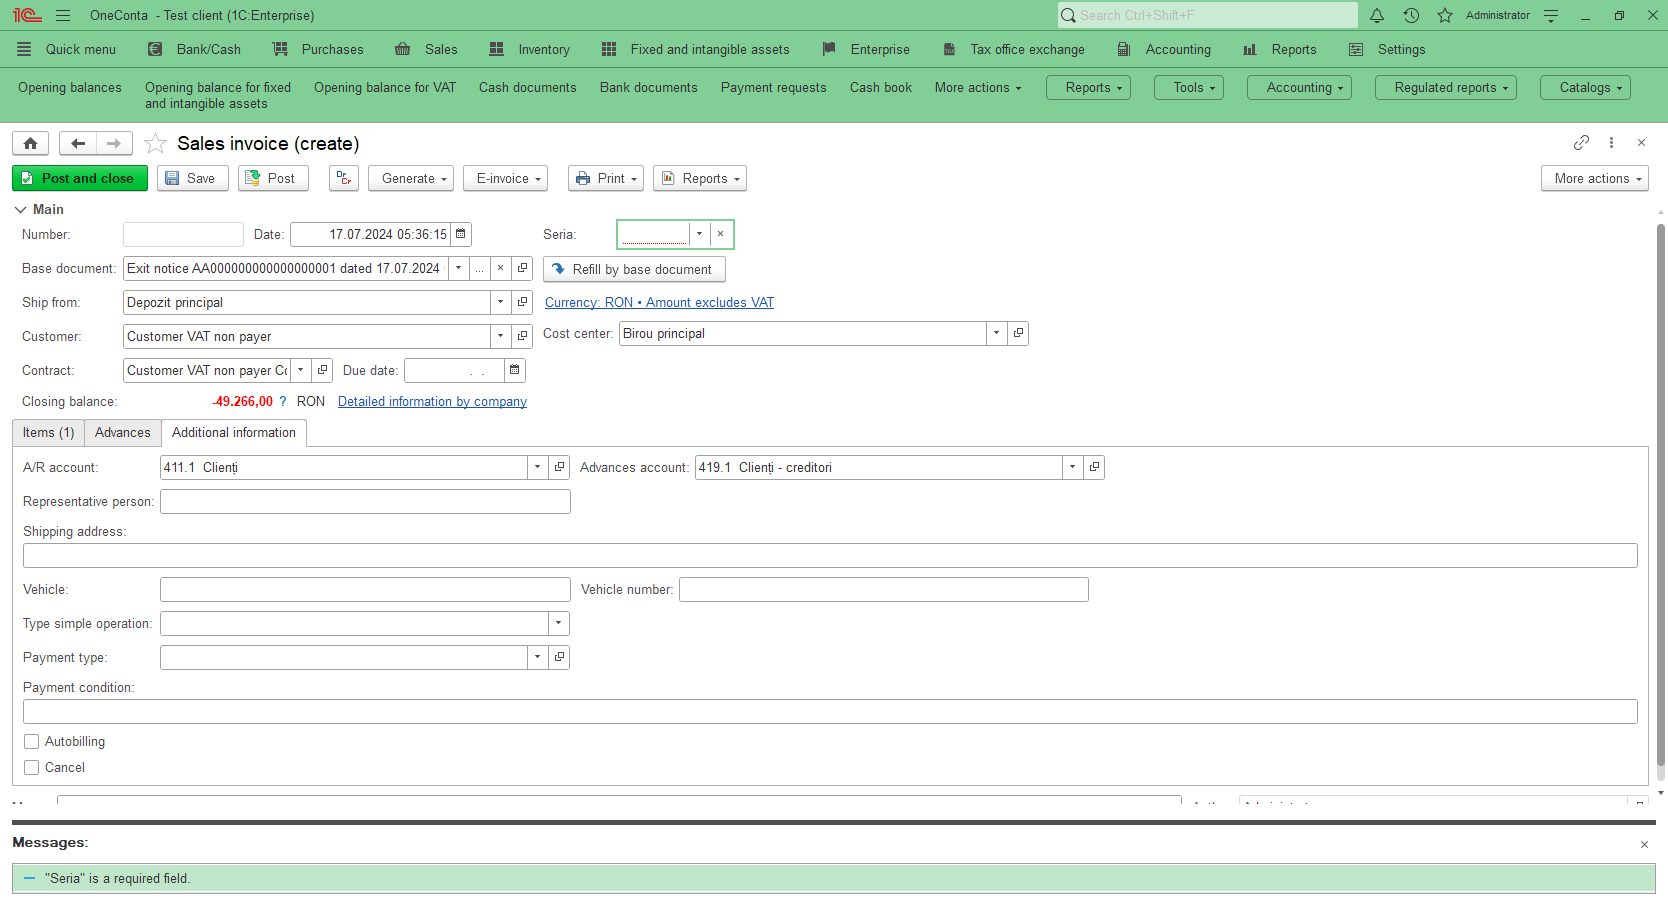 OneConta - Test client (1C:Enterprise)
Search Ctrl+Shift+F
Administrator
Quick menu
Bank/Cash
Purchases
Sales
Inventory
Fixed and intangible assets
Enterprise
Tax office exchange
Accounting
Reports
Settings
Opening balances
Opening balance for fixed
and intangible assets
Opening balance for VAT
Cash documents
Bank documents
Payment requests
Cash book
More actions
Reports
Tools
Accounting
Regulated reports
Catalogs
Sales invoice (create)
Post and close
Save
Post
Dr
Cr
Generate
E-invoice
Print
Reports
More actions
Main
Number:
Date: 17.07.2024 05:36:15
Seria:
Base document: Exit notice AA000000000000000001 dated 17.07.2024
...
Refill by base document
Ship from: Depozit principal
Currency: RON • Amount excludes VAT
Customer: Customer VAT non payer
Cost center: Birou principal
Contract: Customer VAT non payer Co
Due date: . .
Closing balance: -49.266,00 ? RON Detailed information by company
Items (1)
Advances
Additional information
A/R account: 411.1 Clienți
Advances account: 419.1 Clienți - creditori
Representative person:
Shipping address:
Vehicle:
Vehicle number:
Type simple operation:
Payment type:
Payment condition:
Autobilling
Cancel
Messages:
"Seria" is a required field.